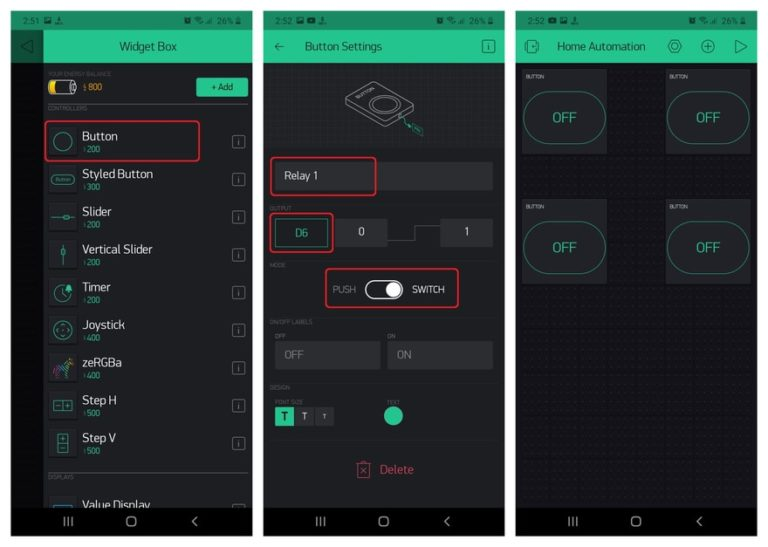 2:51
26%
Widget Box
YOUR ENERGY BALANCE
800
+ Add
CONTROLLERS
Button
200
i
Styled Button
300
i
Slider
200
i
Vertical Slider
200
i
Timer
200
i
Joystick
400
i
zeRGBa
400
i
Step H
500
i
Step V
500
i
DISPLAYS
Value Display
2:52
26%
Button Settings
i
BUTTON
Relay 1
OUTPUT
D6
0
1
MODE
PUSH
SWITCH
ON/OFF LABELS
OFF
ON
OFF
ON
DESIGN
FONT SIZE
TEXT
T
T
T
Delete
2:52
26%
Home Automation
BUTTON
OFF
BUTTON
OFF
BUTTON
OFF
BUTTON
OFF